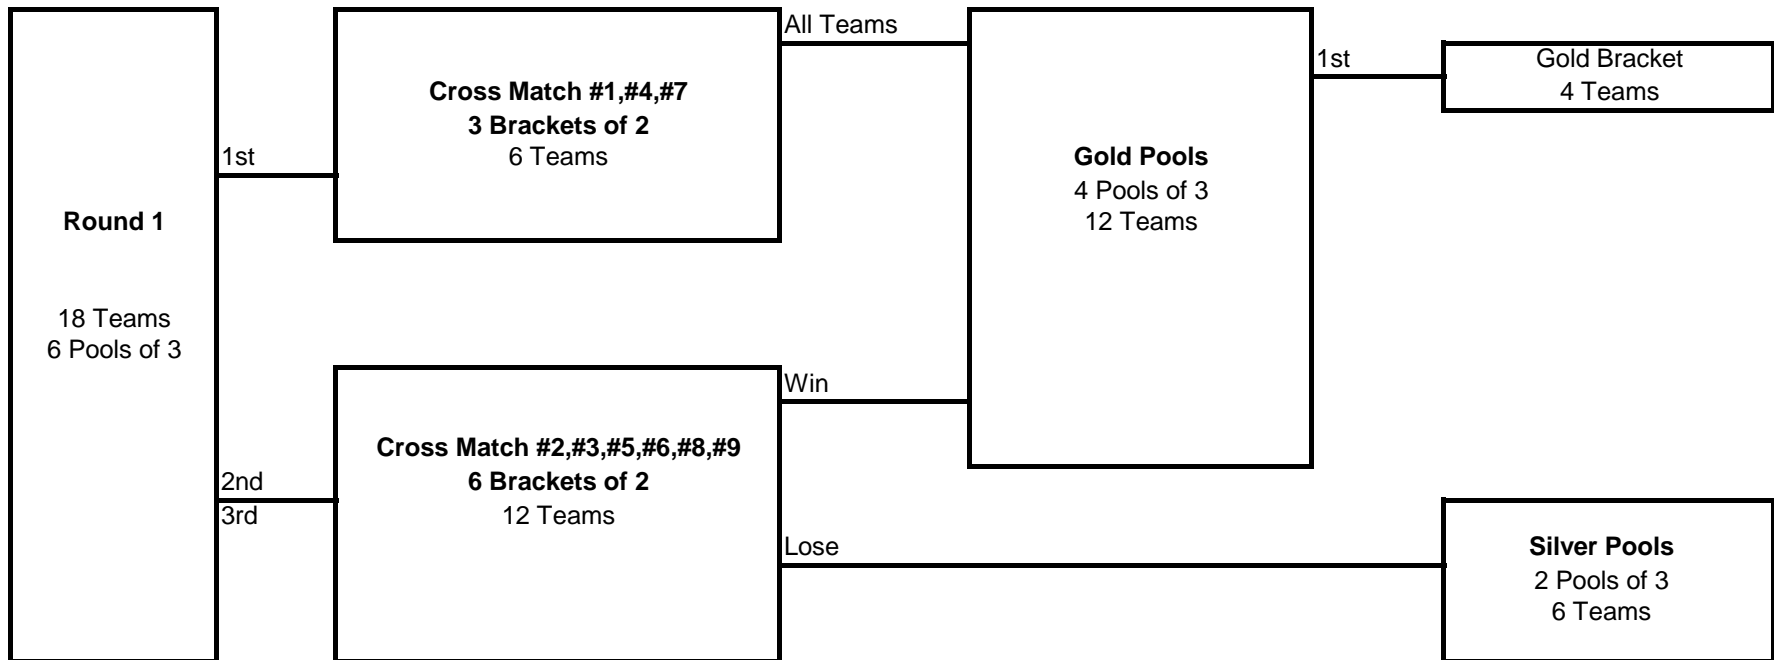 Round 1
18 Teams
6 Pools of 3
1st
2nd
3rd
Cross Match #1,#4,#7
3 Brackets of 2
6 Teams
Cross Match #2,#3,#5,#6,#8,#9
6 Brackets of 2
12 Teams
All Teams
Win
Lose
Gold Pools
4 Pools of 3
12 Teams
1st
Gold Bracket
4 Teams
Silver Pools
2 Pools of 3
6 Teams